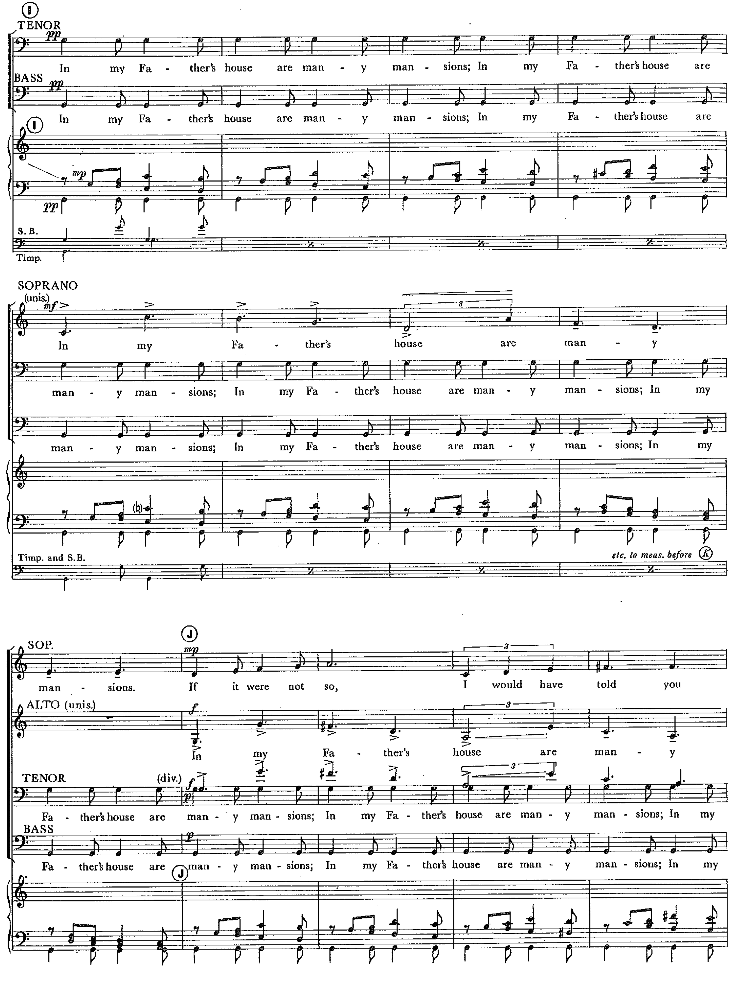 I
TENOR
pp
In my Fa - ther's house are man - y man - sions; In my Fa - ther's house are
BASS
pp
In my Fa - ther's house are man - y man - sions; In my Fa - ther's house are
I
mp
pp
S. B.
Timp.
SOPRANO
(unis.)
mf
3
In my Fa - ther's house are man - y
man - y man - sions; In my Fa - ther's house are man - y man - sions; In my
man - y man - sions; In my Fa - ther's house are man - y man - sions; In my
Timp. and S.B.
etc. to meas. before K
J
SOP.
mp
3
man - sions. If it were not so, I would have told you
ALTO (unis.)
f
3
In my Fa - ther's house are man - y
3
TENOR (div.)
f
p
Fa - ther's house are man - y man - sions; In my Fa - ther's house are man - y man - sions; In my
BASS
p
Fa - ther's house are man - y man - sions; In my Fa - ther's house are man - y man - sions; In my
J